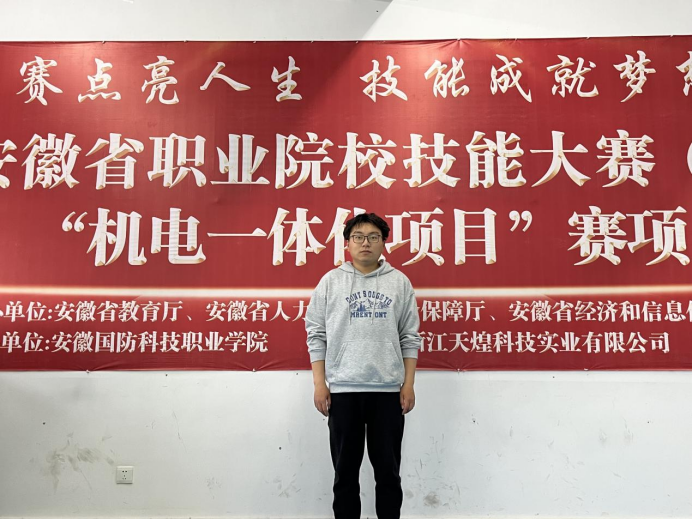 赛点亮人生 技能成就梦
安徽省职业院校技能大赛（
“机电一体化项目”赛项
单位:安徽省教育厅、安徽省人力 保障厅、安徽省经济和信息
单位:安徽国防科技职业学院 浙江天煌科技实业有限公司